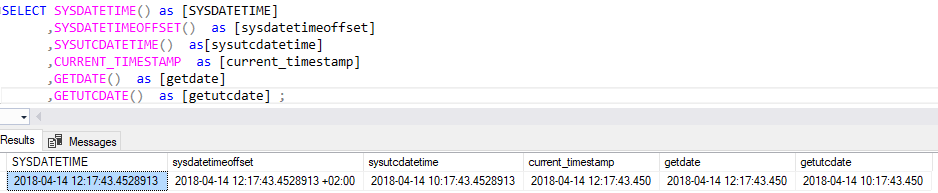 SELECT SYSDATETIME() as [SYSDATETIME]
,SYSDATETIMEOFFSET()  as [sysdatetimeoffset]
,SYSUTCDATETIME()  as[sysutcdatetime]
,CURRENT_TIMESTAMP  as [current_timestamp]
,GETDATE()  as [getdate]
,GETUTCDATE()  as [getutcdate] ;
Results Messages
SYSDATETIME sysdatetimeoffset sysutcdatetime current_timestamp getdate getutcdate
2018-04-14 12:17:43.4528913 2018-04-14 12:17:43.4528913 +02:00 2018-04-14 10:17:43.4528913 2018-04-14 12:17:43.450 2018-04-14 12:17:43.450 2018-04-14 10:17:43.450